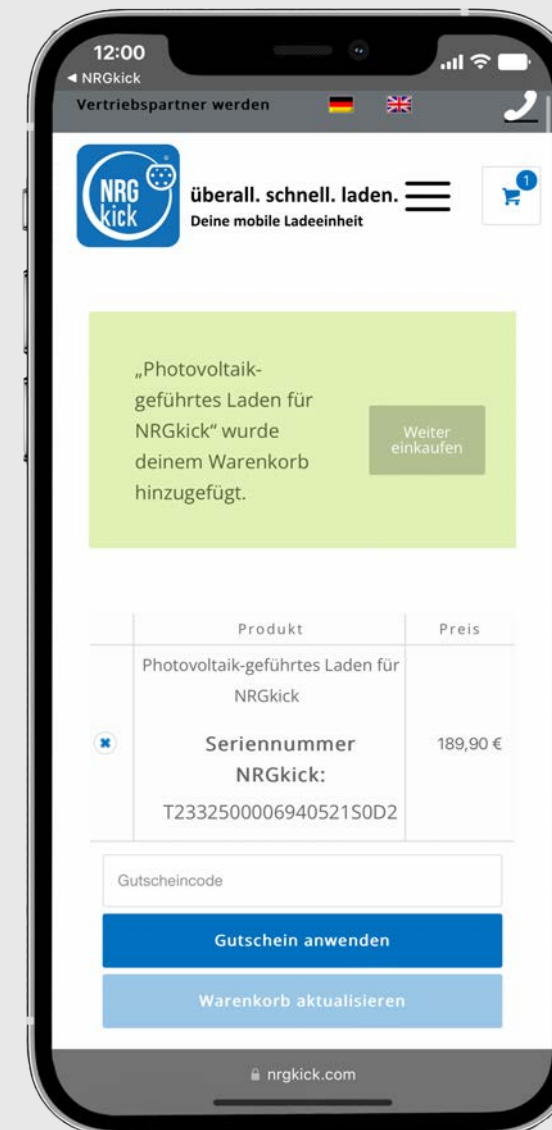 12:00
◀ NRGkick
Vertriebspartner werden
NRG
kick
überall. schnell. laden.
Deine mobile Ladeeinheit
1
„Photovoltaik-
geführtes Laden für
NRGkick“ wurde
deinem Warenkorb
hinzugefügt.
Weiter
einkaufen
Produkt
Preis
Photovoltaik-geführtes Laden für
NRGkick
Seriennummer
NRGkick:
T2332500006940521S0D2
189,90 €
Gutscheincode
Gutschein anwenden
Warenkorb aktualisieren
nrgkick.com